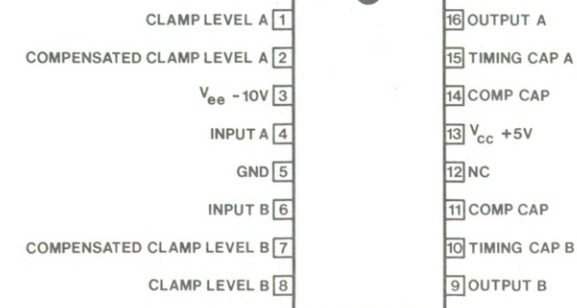 CLAMP LEVEL A 1
COMPENSATED CLAMP LEVEL A 2
Vee -10V 3
INPUT A 4
GND 5
INPUT B 6
COMPENSATED CLAMP LEVEL B 7
CLAMP LEVEL B 8
16 OUTPUT A
15 TIMING CAP A
14 COMP CAP
13 Vcc +5V
12 NC
11 COMP CAP
10 TIMING CAP B
9 OUTPUT B